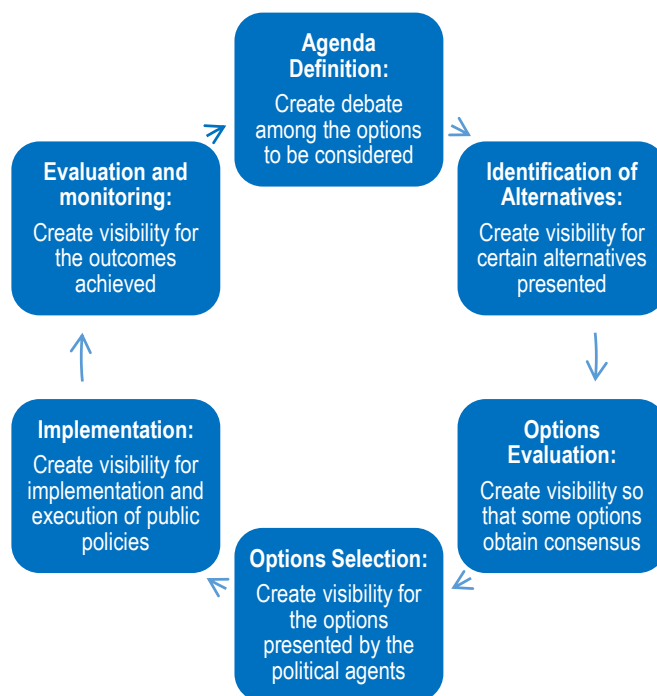 Agenda
Definition:
Create debate
among the options
to be considered
Identification of
Alternatives:
Create visibility for
certain alternatives
presented
Options
Evaluation:
Create visibility so
that some options
obtain consensus
Options Selection:
Create visibility for
the options
presented by the
political agents
Implementation:
Create visibility for
implementation and
execution of public
policies
Evaluation and
monitoring:
Create visibility for
the outcomes
achieved